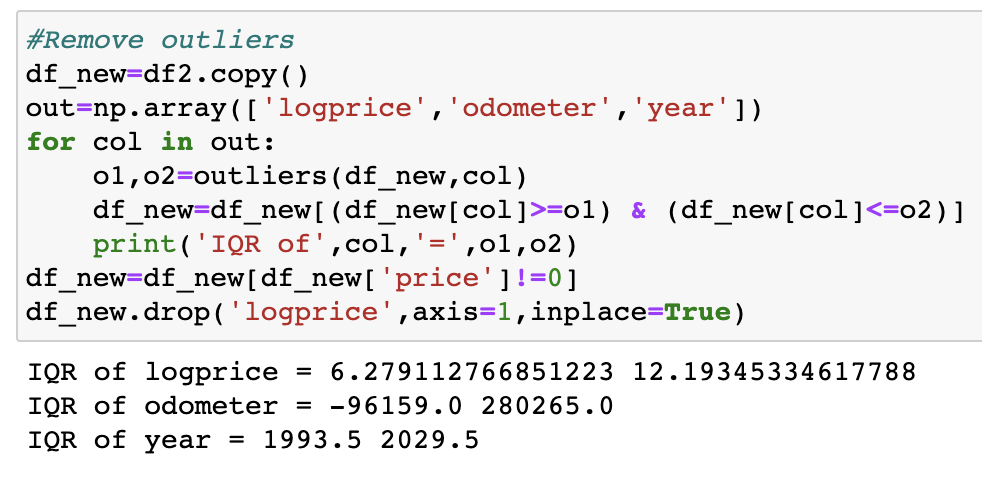 #Remove outliers
df_new=df2.copy()
out=np.array(['logprice','odometer','year'])
for col in out:
    o1,o2=outliers(df_new,col)
    df_new=df_new[(df_new[col]>=o1) & (df_new[col]<=o2)]
    print('IQR of',col,'=',o1,o2)
df_new=df_new[df_new['price']!=0]
df_new.drop('logprice',axis=1,inplace=True)
IQR of logprice = 6.279112766851223 12.19345334617788
IQR of odometer = -96159.0 280265.0
IQR of year = 1993.5 2029.5